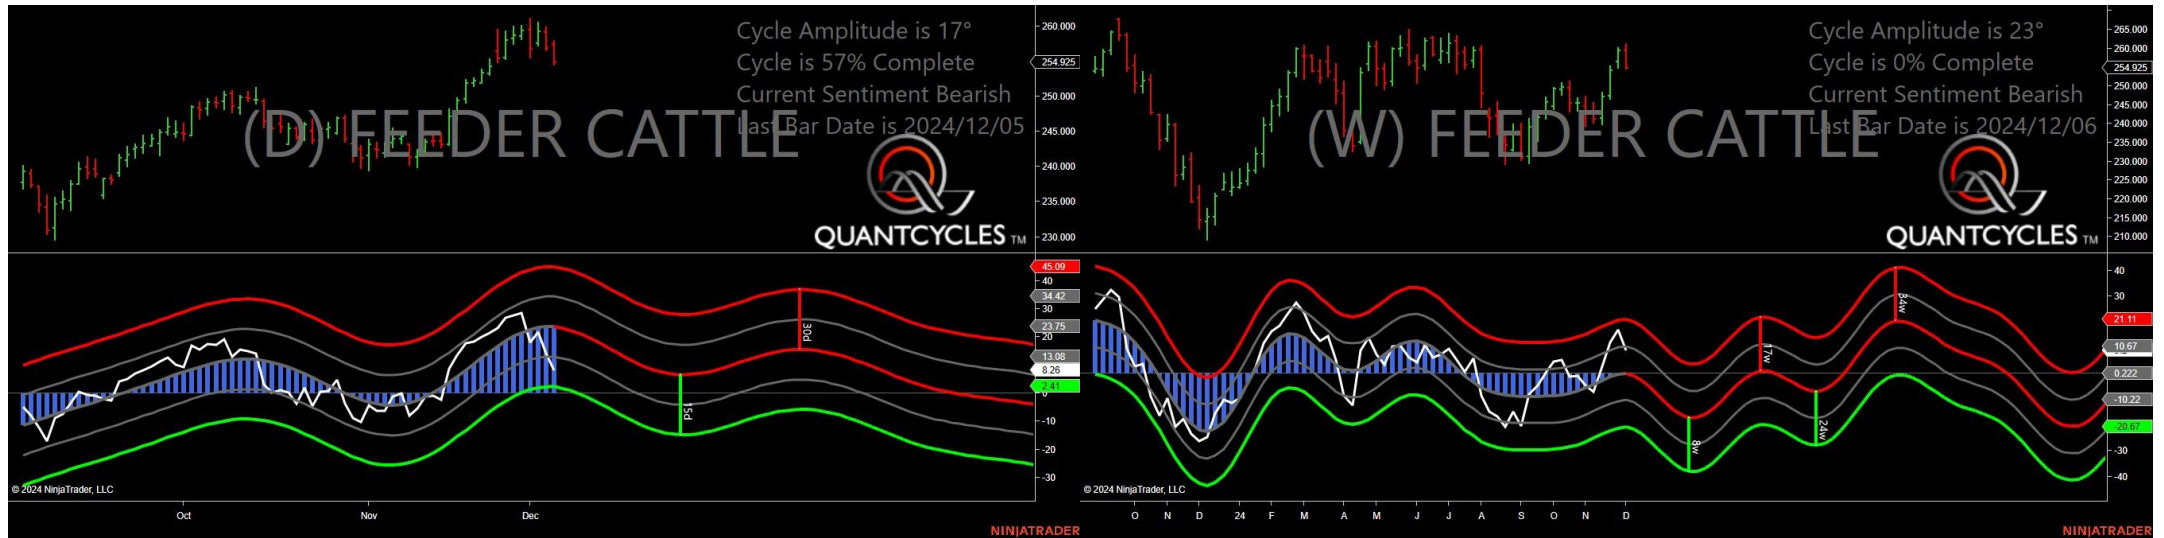 Cycle Amplitude is 17°
Cycle is 57% Complete
Current Sentiment Bearish
Last Bar Date is 2024/12/05
(D) FEEDER CATTLE
QUANTCYCLES TM
260.000
254.925
250.000
245.000
240.000
235.000
230.000
45.09
40
34.42
30
23.75
20
13.08
8.26
2.41
0
-10
-20
-30
30d
15d
© 2024 NinjaTrader, LLC
Oct
Nov
Dec
NINJATRADER
Cycle Amplitude is 23°
Cycle is 0% Complete
Current Sentiment Bearish
Last Bar Date is 2024/12/06
(W) FEEDER CATTLE
QUANTCYCLES TM
265.000
260.000
254.925
250.000
245.000
240.000
235.000
230.000
225.000
220.000
215.000
210.000
40
30
21.11
10.67
0.222
-10.22
-20.67
-30
-40
34w
17w
24w
8w
© 2024 NinjaTrader, LLC
O N D 24 F M A M J J A S O N D
NINJATRADER